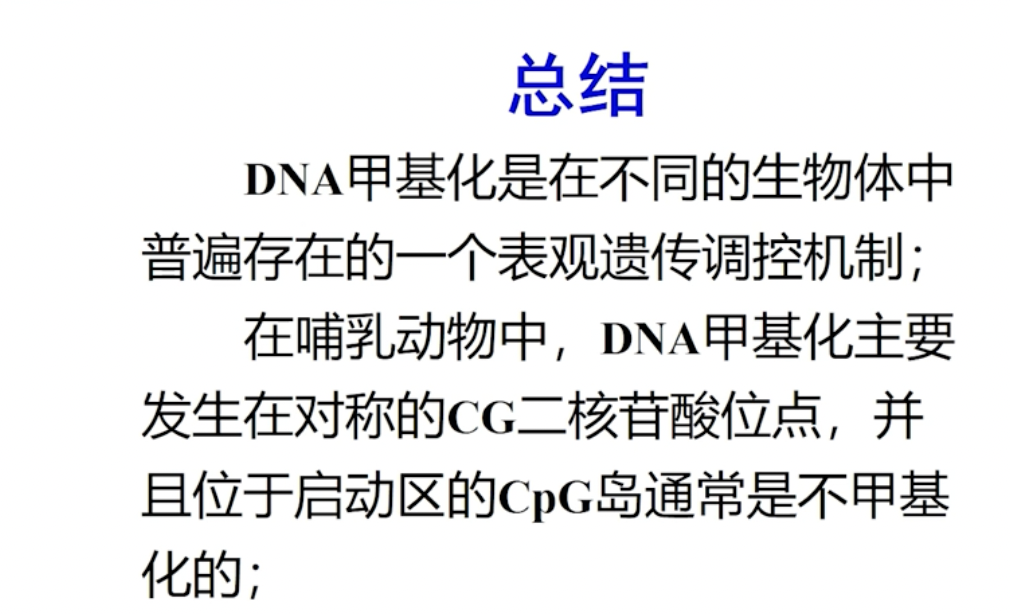 总结
DNA甲基化是在不同的生物体中
普遍存在的一个表观遗传调控机制；
在哺乳动物中，DNA甲基化主要
发生在对称的CG二核苷酸位点，并
且位于启动区的CpG岛通常是不甲基
化的；